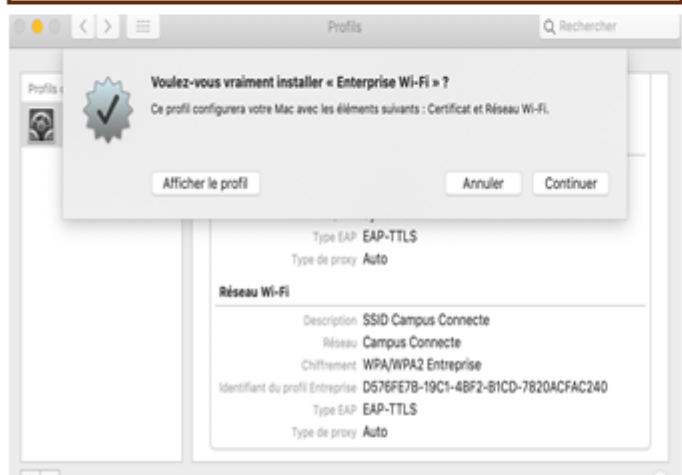 Profils
Rechercher
Voulez-vous vraiment installer « Enterprise Wi-Fi » ?
Ce profil configurera votre Mac avec les éléments suivants : Certificat et Réseau Wi-Fi.
Profils
Afficher le profil
Annuler
Continuer
Type EAP EAP-TTLS
Type de proxy Auto
Réseau Wi-Fi
Description SSID Campus Connecte
Réseau Campus Connecte
Chiffrement WPA/WPA2 Entreprise
Identifiant du profil Entreprise D576FE7B-19C1-4BF2-B1CD-7820ACFAC240
Type EAP EAP-TTLS
Type de proxy Auto